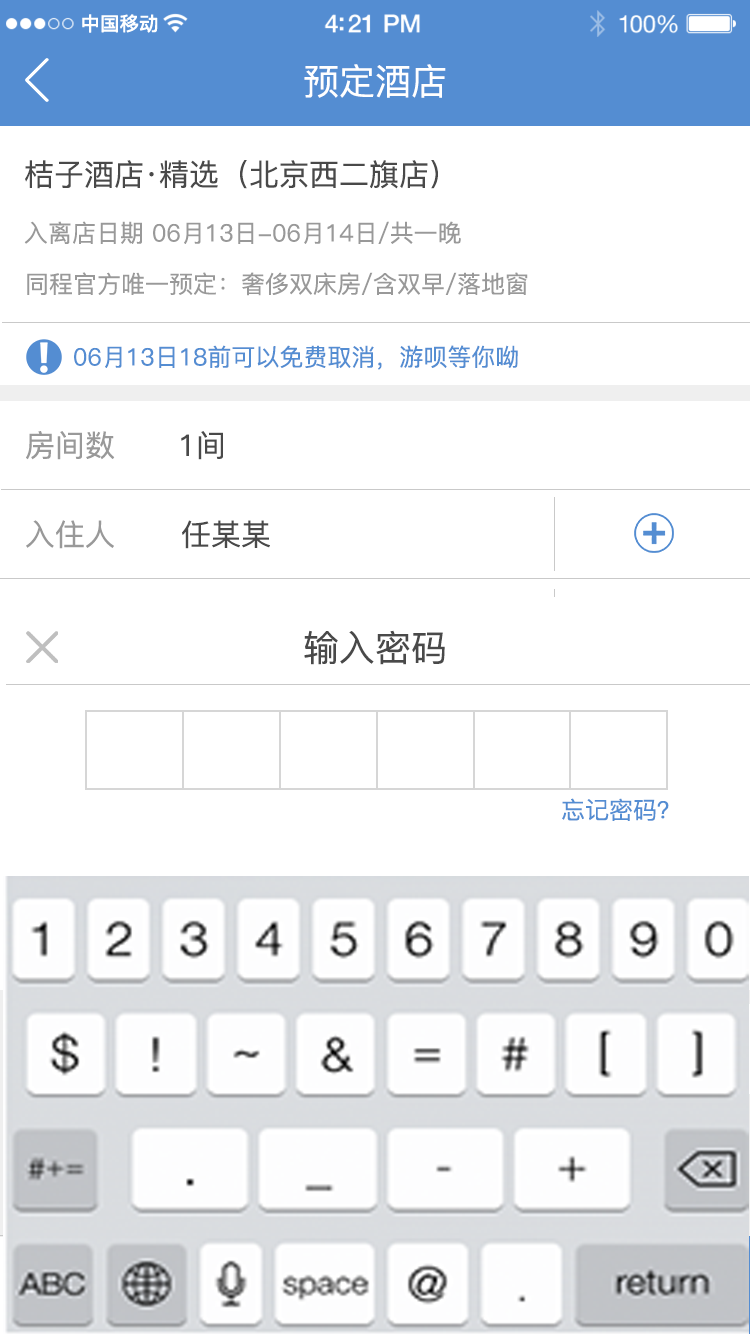 中国移动 4:21 PM 100%
预定酒店
桔子酒店·精选（北京西二旗店）
入离店日期 06月13日-06月14日/共一晚
同程官方唯一预定：奢侈双床房/含双早/落地窗
06月13日18前可以免费取消，游呗等你呦
房间数 1间
入住人 任某某
输入密码
忘记密码?
1 2 3 4 5 6 7 8 9 0
$ ! ~ & = # [ ]
#+= . _ - +
ABC space @ . return